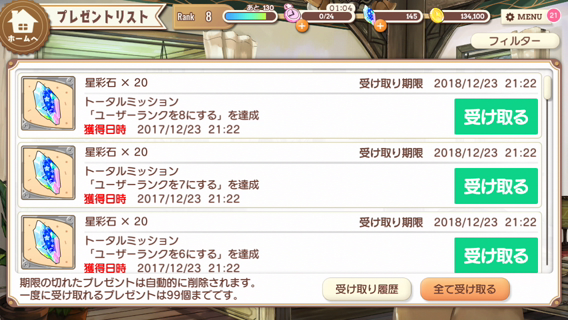 プレゼントリスト
ホームへ
Rank 8
あと 130
0/24
01:04
145
134,100
MENU
21
フィルター
星彩石 × 20
受け取り期限 2018/12/23 21:22
トータルミッション
「ユーザーランクを8にする」を達成
獲得日時 2017/12/23 21:22
受け取る
星彩石 × 20
受け取り期限 2018/12/23 21:22
トータルミッション
「ユーザーランクを7にする」を達成
獲得日時 2017/12/23 21:22
受け取る
星彩石 × 20
受け取り期限 2018/12/23 21:22
トータルミッション
「ユーザーランクを6にする」を達成
獲得日時 2017/12/23 21:22
受け取る
期限の切れたプレゼントは自動的に削除されます。
一度に受け取れるプレゼントは99個までです。
受け取り履歴
全て受け取る